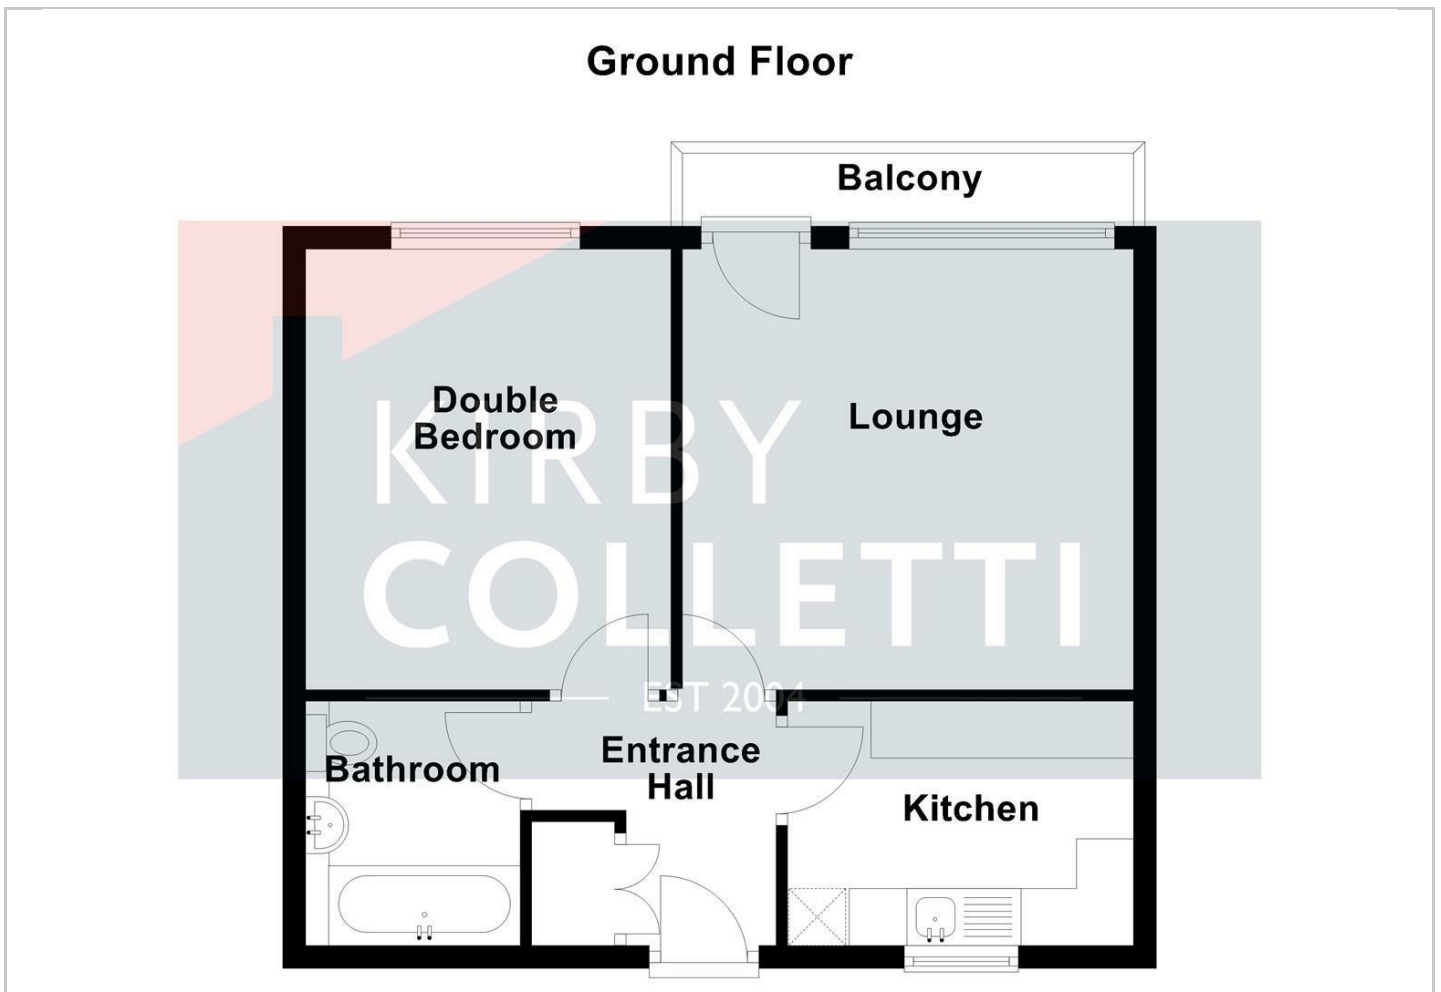 Ground Floor
Balcony
Double
Bedroom
Lounge
KIRBY
COLLETTI
EST 2004
Bathroom
Entrance
Hall
Kitchen